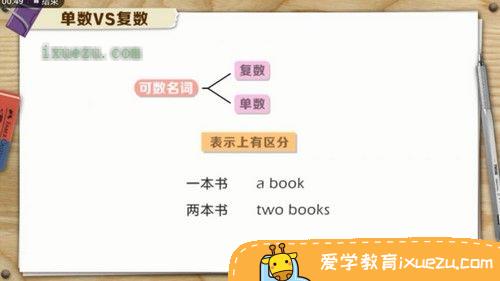 00:49 结束
单数VS复数
ixuezu.com
复数
可数名词
单数
表示上有区分
一本书 a book
两本书 two books
爱学教育ixuezu.com